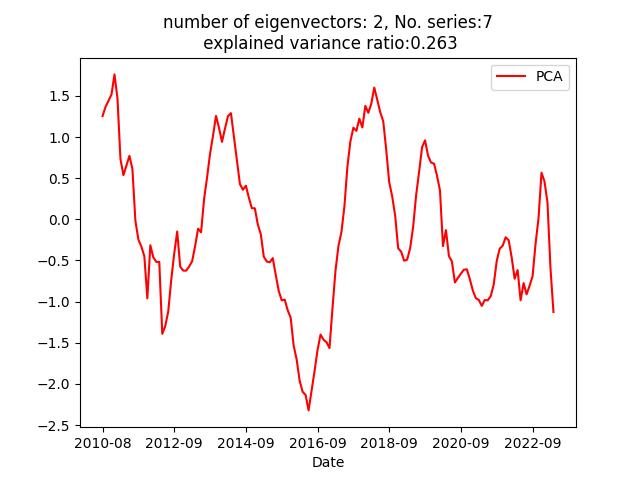 number of eigenvectors: 2, No. series:7
explained variance ratio:0.263
PCA
1.5
1.0
0.5
0.0
−0.5
−1.0
−1.5
−2.0
−2.5
2010-08 2012-09 2014-09 2016-09 2018-09 2020-09 2022-09
Date